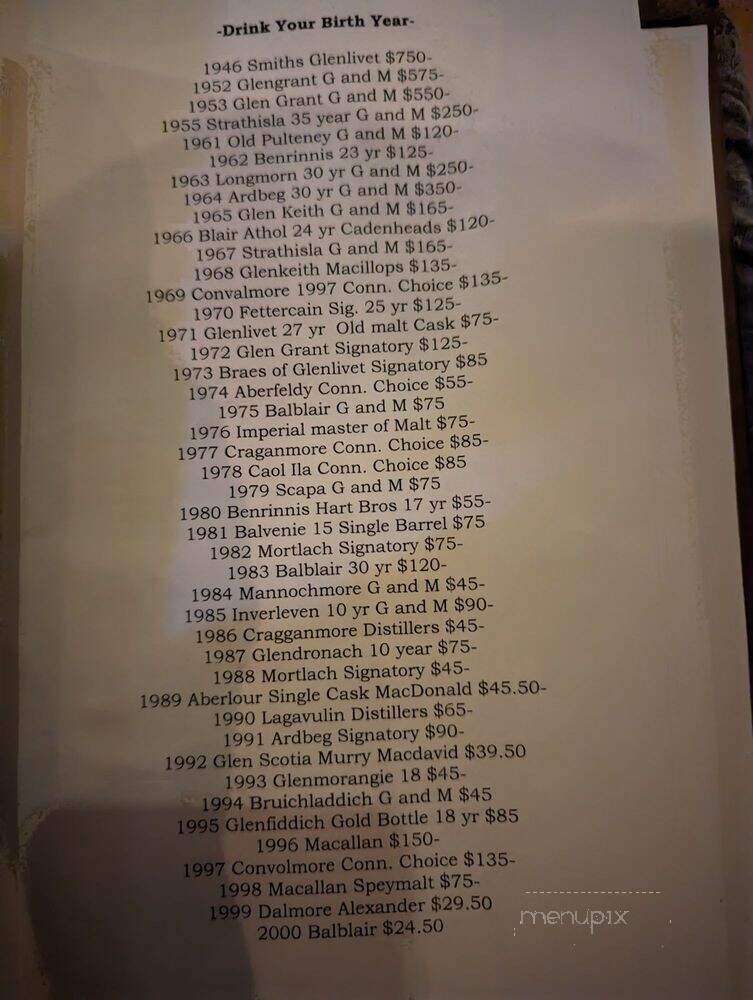 -Drink Your Birth Year-
1946 Smiths Glenlivet $750-
1952 Glengrant G and M $575-
1953 Glen Grant G and M $550-
1955 Strathisla 35 year G and M $250-
1961 Old Pulteney G and M $120-
1962 Benrinnis 23 yr $125-
1963 Longmorn 30 yr G and M $250-
1964 Ardbeg 30 yr G and M $350-
1965 Glen Keith G and M $165-
1966 Blair Athol 24 yr Cadenheads $120-
1967 Strathisla G and M $165-
1968 Glenkeith Macillops $135-
1969 Convalmore 1997 Conn. Choice $135-
1970 Fettercain Sig. 25 yr $125-
1971 Glenlivet 27 yr Old malt Cask $75-
1972 Glen Grant Signatory $125-
1973 Braes of Glenlivet Signatory $85
1974 Aberfeldy Conn. Choice $55-
1975 Balblair G and M $75
1976 Imperial master of Malt $75-
1977 Craganmore Conn. Choice $85-
1978 Caol Ila Conn. Choice $85
1979 Scapa G and M $75
1980 Benrinnis Hart Bros 17 yr $55-
1981 Balvenie 15 Single Barrel $75
1982 Mortlach Signatory $75-
1983 Balblair 30 yr $120-
1984 Mannochmore G and M $45-
1985 Inverleven 10 yr G and M $90-
1986 Cragganmore Distillers $45-
1987 Glendronach 10 year $75-
1988 Mortlach Signatory $45-
1989 Aberlour Single Cask MacDonald $45.50-
1990 Lagavulin Distillers $65-
1991 Ardbeg Signatory $90-
1992 Glen Scotia Murry Macdavid $39.50
1993 Glenmorangie 18 $45-
1994 Bruichladdich G and M $45
1995 Glenfiddich Gold Bottle 18 yr $85
1996 Macallan $150-
1997 Convolmore Conn. Choice $135-
1998 Macallan Speymalt $75-
1999 Dalmore Alexander $29.50
2000 Balblair $24.50
menupix